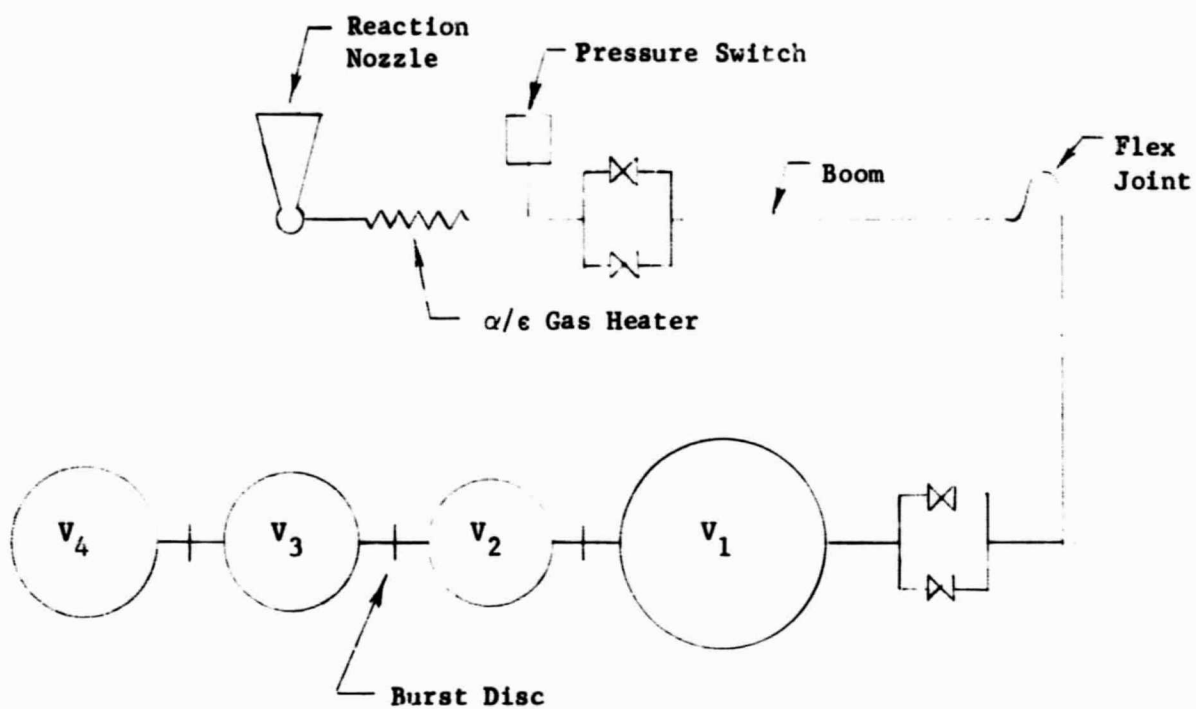 Reaction
Nozzle
Pressure Switch
Boom
Flex
Joint
α/ϵ Gas Heater
V₄
V₃
V₂
V₁
Burst Disc